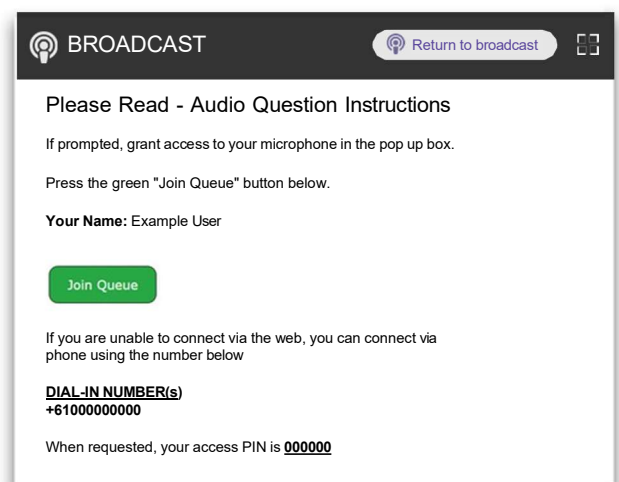 BROADCAST
Return to broadcast
Please Read - Audio Question Instructions
If prompted, grant access to your microphone in the pop up box.
Press the green "Join Queue" button below.
Your Name: Example User
Join Queue
If you are unable to connect via the web, you can connect via
phone using the number below
DIAL-IN NUMBER(s)
+61000000000
When requested, your access PIN is 000000